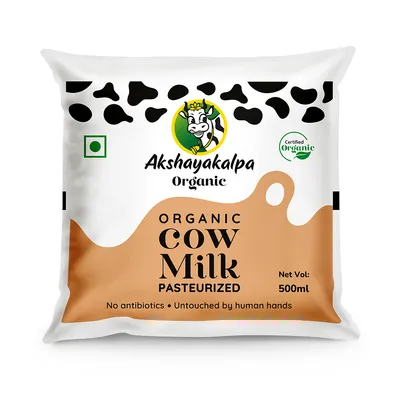 Akshayakalpa
Organic
Certified
Organic
ORGANIC
COW
Milk
PASTEURIZED
Net Vol:
500ml
No antibiotics • Untouched by human hands